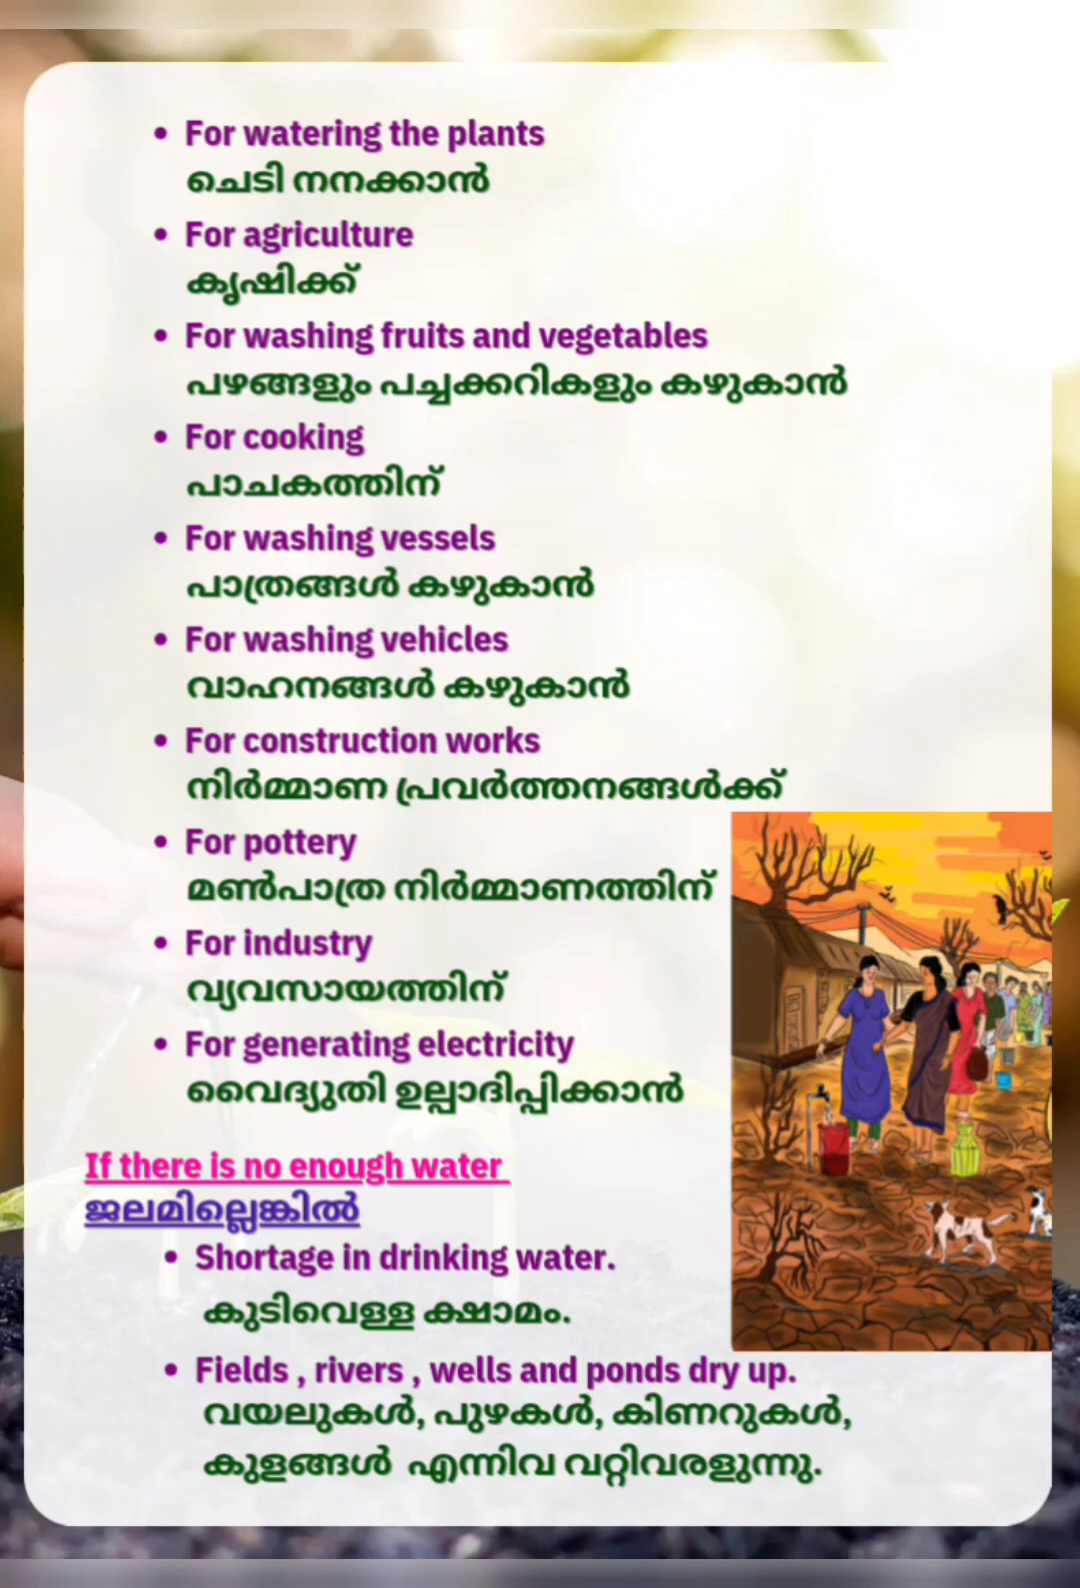 • For watering the plants
ചെടി നനക്കാൻ
• For agriculture
കൃഷിക്ക്
• For washing fruits and vegetables
പഴങ്ങളും പച്ചക്കറികളും കഴുകാൻ
• For cooking
പാചകത്തിന്
• For washing vessels
പാത്രങ്ങൾ കഴുകാൻ
• For washing vehicles
വാഹനങ്ങൾ കഴുകാൻ
• For construction works
നിർമ്മാണ പ്രവർത്തനങ്ങൾക്ക്
• For pottery
മൺപാത്ര നിർമ്മാണത്തിന്
• For industry
വ്യവസായത്തിന്
• For generating electricity
വൈദ്യുതി ഉല്പാദിപ്പിക്കാൻ
If there is no enough water
ജലമില്ലെങ്കിൽ
• Shortage in drinking water.
കുടിവെള്ള ക്ഷാമം.
• Fields , rivers , wells and ponds dry up.
വയലുകൾ, പുഴകൾ, കിണറുകൾ,
കുളങ്ങൾ എന്നിവ വറ്റിവരളുന്നു.